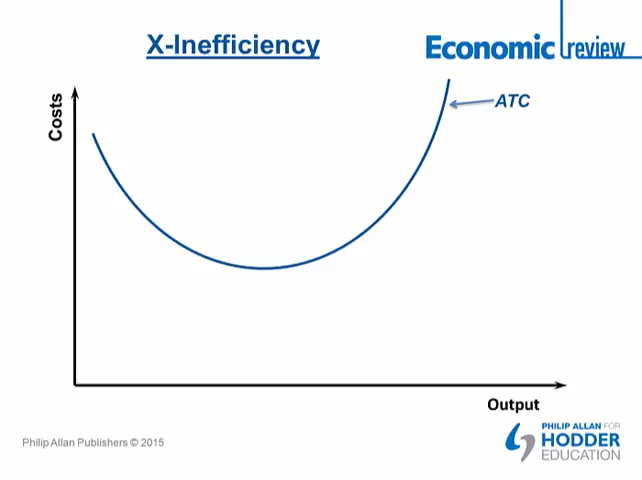 X-Inefficiency
Economic review
Costs
ATC
Output
Philip Allan Publishers © 2015
PHILIP ALLAN FOR
HODDER
EDUCATION